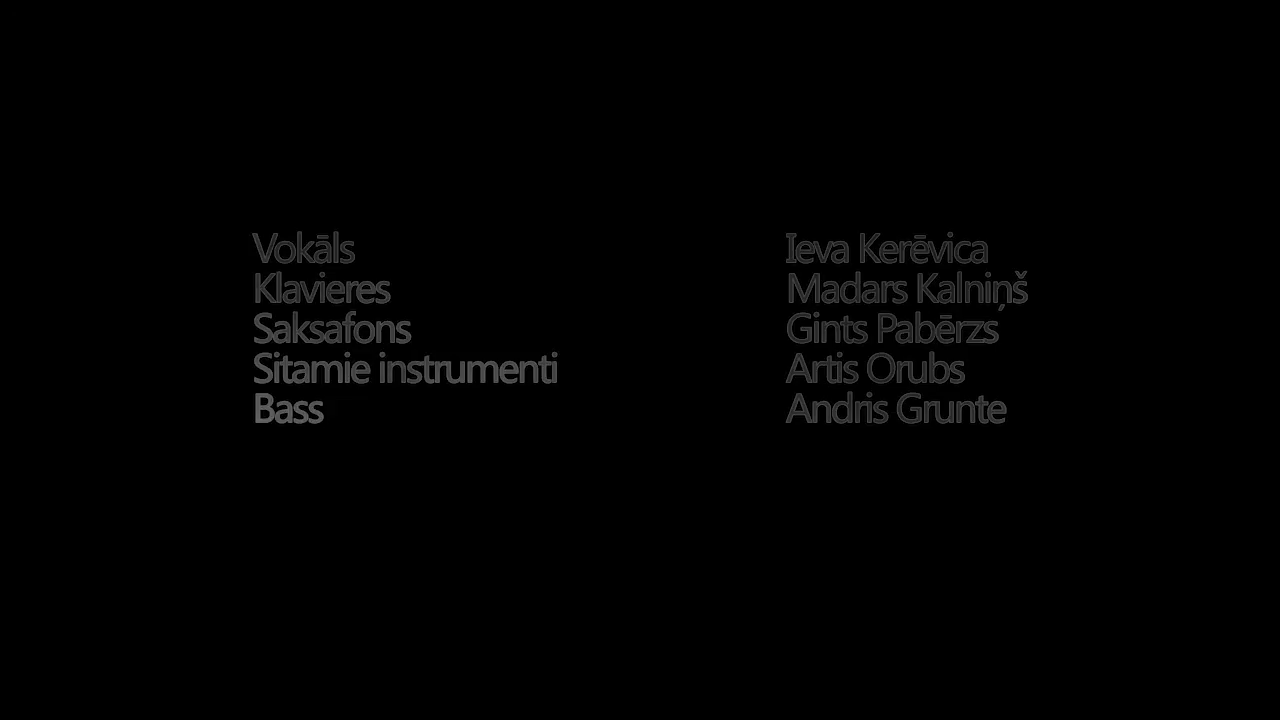 Vokāls Ieva Kerēvica
Klavieres Madars Kalniņš
Saksafons Gints Pabērzs
Sitamie instrumenti Artis Orubs
Bass Andris Grunte